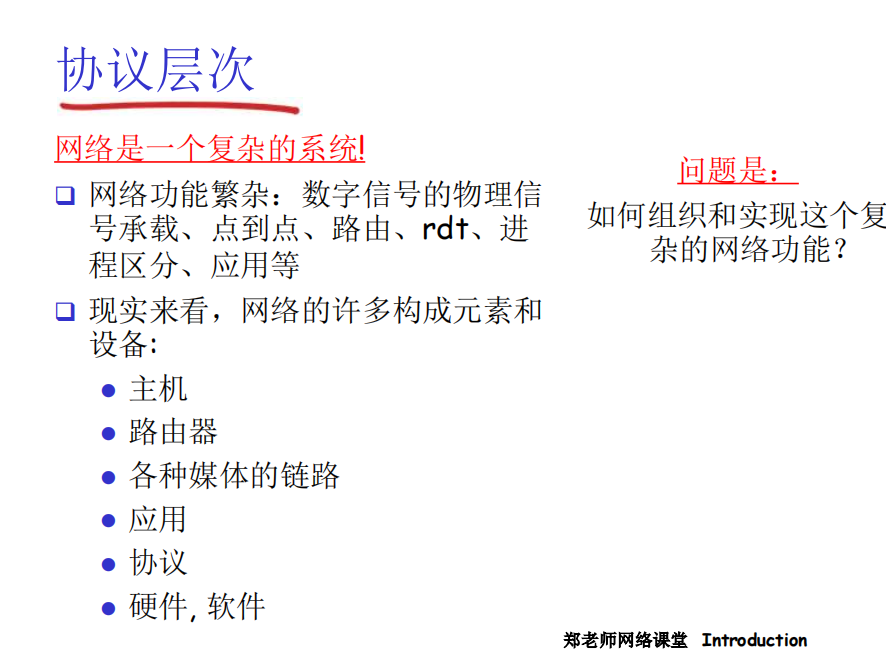 协议层次
网络是一个复杂的系统!
网络功能繁杂：数字信号的物理信
号承载、点到点、路由、rdt、进
程区分、应用等
现实来看，网络的许多构成元素和
设备:
主机
路由器
各种媒体的链路
应用
协议
硬件, 软件
问题是：
如何组织和实现这个复
杂的网络功能？
郑老师网络课堂 Introduction